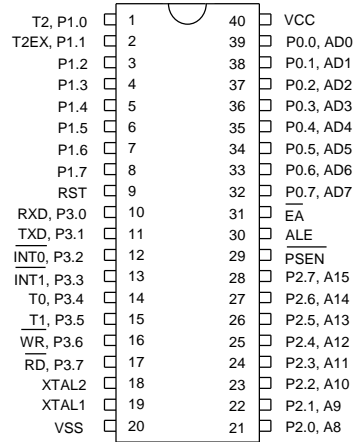 T2, P1.0 1 40 VCC
T2EX, P1.1 2 39 P0.0, AD0
P1.2 3 38 P0.1, AD1
P1.3 4 37 P0.2, AD2
P1.4 5 36 P0.3, AD3
P1.5 6 35 P0.4, AD4
P1.6 7 34 P0.5, AD5
P1.7 8 33 P0.6, AD6
RST 9 32 P0.7, AD7
RXD, P3.0 10 31 EA
TXD, P3.1 11 30 ALE
INT0, P3.2 12 29 PSEN
INT1, P3.3 13 28 P2.7, A15
T0, P3.4 14 27 P2.6, A14
T1, P3.5 15 26 P2.5, A13
WR, P3.6 16 25 P2.4, A12
RD, P3.7 17 24 P2.3, A11
XTAL2 18 23 P2.2, A10
XTAL1 19 22 P2.1, A9
VSS 20 21 P2.0, A8